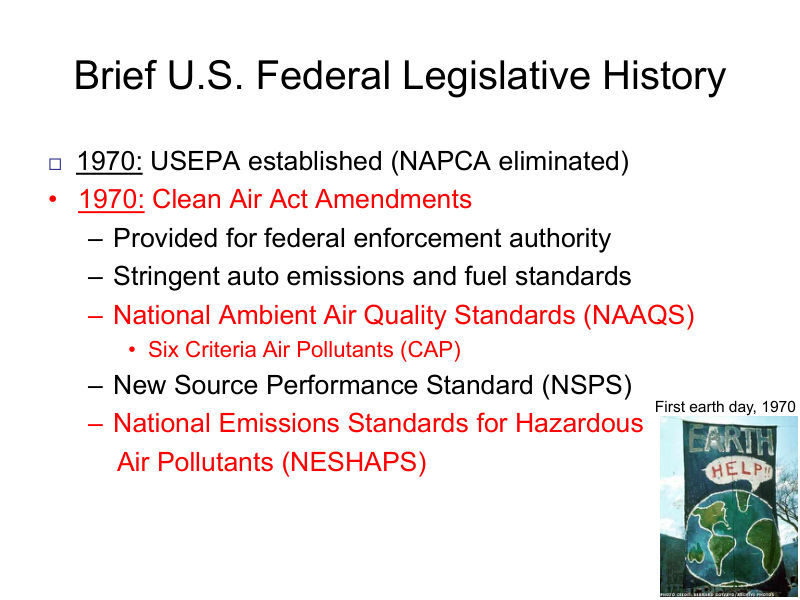 Brief U.S. Federal Legislative History
□ 1970: USEPA established (NAPCA eliminated)
• 1970: Clean Air Act Amendments
– Provided for federal enforcement authority
– Stringent auto emissions and fuel standards
– National Ambient Air Quality Standards (NAAQS)
• Six Criteria Air Pollutants (CAP)
– New Source Performance Standard (NSPS)
– National Emissions Standards for Hazardous
Air Pollutants (NESHAPS)
First earth day, 1970
EARTH
HELP!!